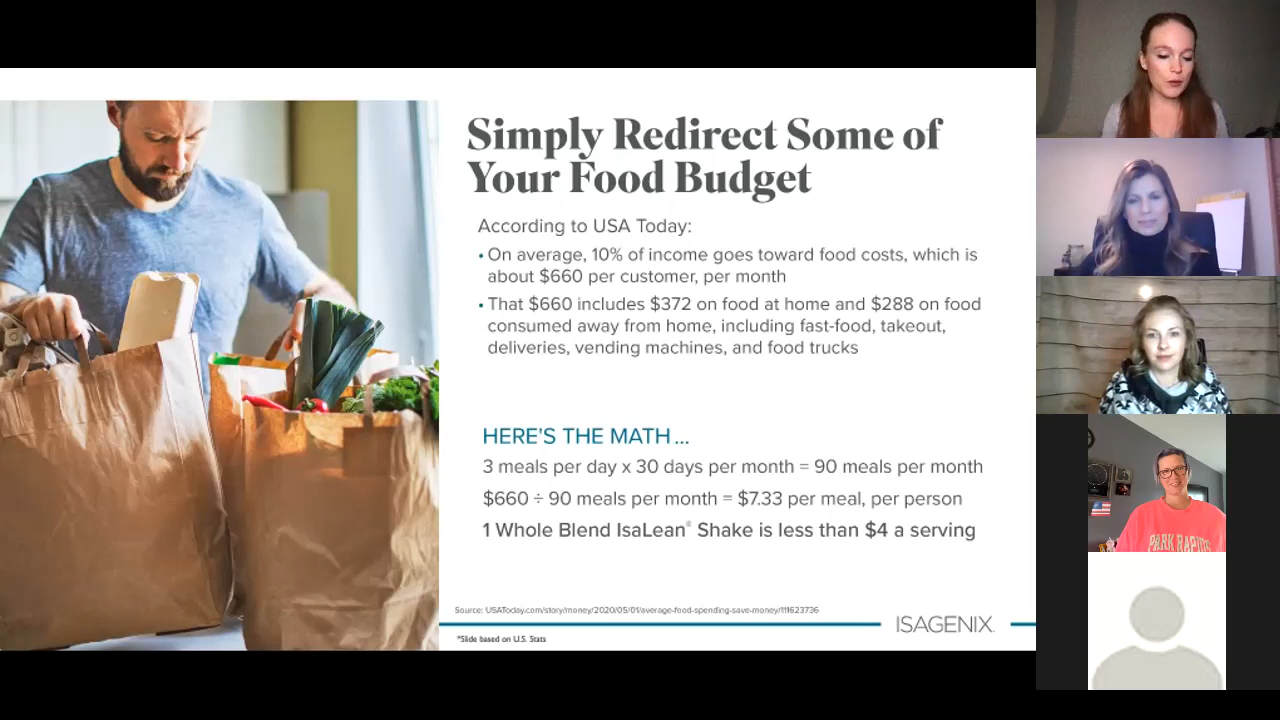 Simply Redirect Some of
Your Food Budget
According to USA Today:
• On average, 10% of income goes toward food costs, which is
about $660 per customer, per month
• That $660 includes $372 on food at home and $288 on food
consumed away from home, including fast-food, takeout,
deliveries, vending machines, and food trucks
HERE'S THE MATH ...
3 meals per day x 30 days per month = 90 meals per month
$660 ÷ 90 meals per month = $7.33 per meal, per person
1 Whole Blend IsaLean® Shake is less than $4 a serving
Source: USAToday.com/story/money/2020/05/01/average-food-spending-save-money/111623736
ISAGENIX.
*Slide based on U.S. Stats
PARK RAPIDS